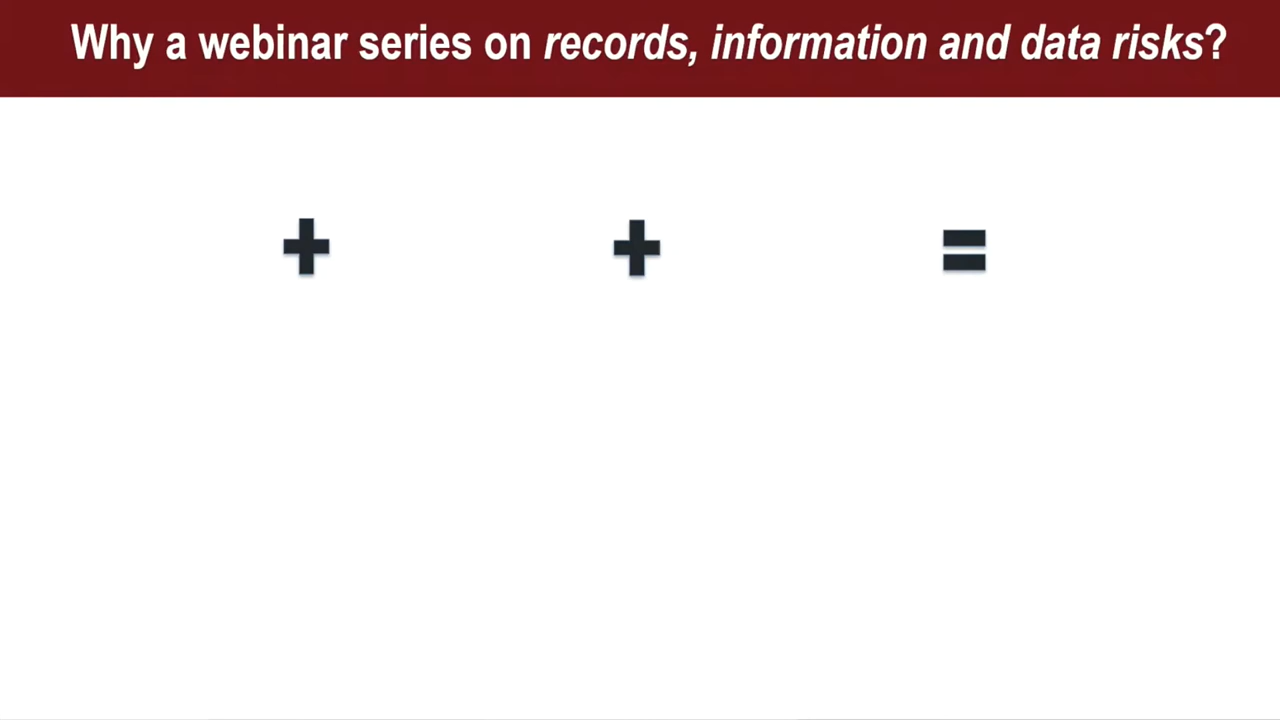 Why a webinar series on records, information and data risks?
+ + =